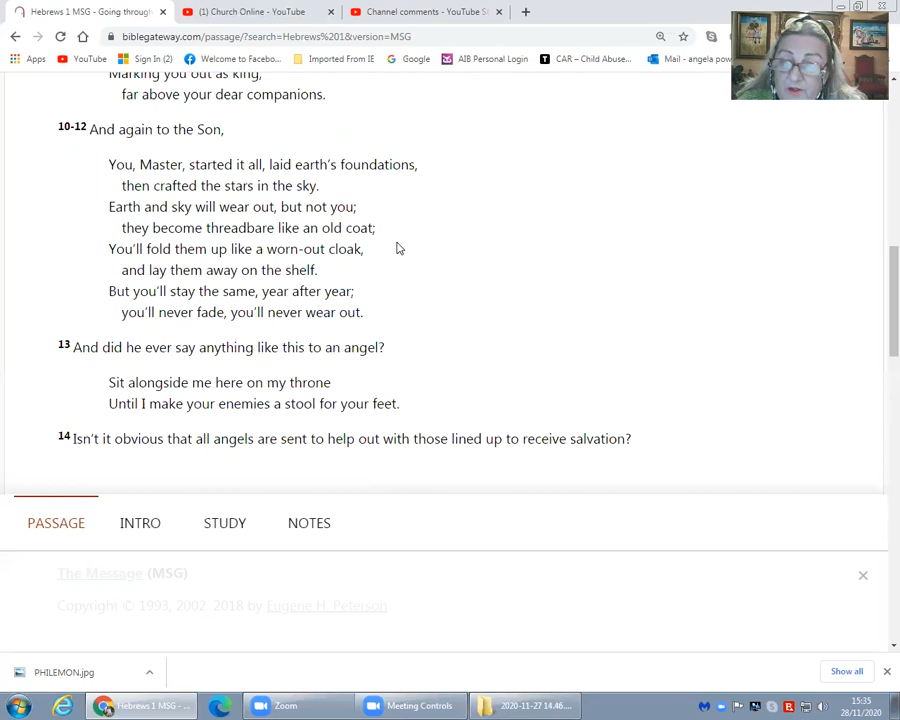 Hebrews 1 MSG - Going through
(1) Church Online - YouTube
Channel comments - YouTube S
biblegateway.com/passage/?search=Hebrews%201&version=MSG
Apps
YouTube
Sign In (2)
Welcome to Facebo...
Imported From IE
Google
AIB Personal Login
CAR – Child Abuse...
Mail - angela pow
Marking you out as king,
far above your dear companions.
10-12 And again to the Son,
You, Master, started it all, laid earth's foundations,
then crafted the stars in the sky.
Earth and sky will wear out, but not you;
they become threadbare like an old coat;
You'll fold them up like a worn-out cloak,
and lay them away on the shelf.
But you'll stay the same, year after year;
you'll never fade, you'll never wear out.
13 And did he ever say anything like this to an angel?
Sit alongside me here on my throne
Until I make your enemies a stool for your feet.
14 Isn't it obvious that all angels are sent to help out with those lined up to receive salvation?
PASSAGE
INTRO
STUDY
NOTES
The Message (MSG)
Copyright © 1993, 2002, 2018 by Eugene H. Peterson
PHILEMON.jpg
Show all
Hebrews 1 MSG - ...
Zoom
Meeting Controls
2020-11-27 14.46....
15:35
28/11/2020